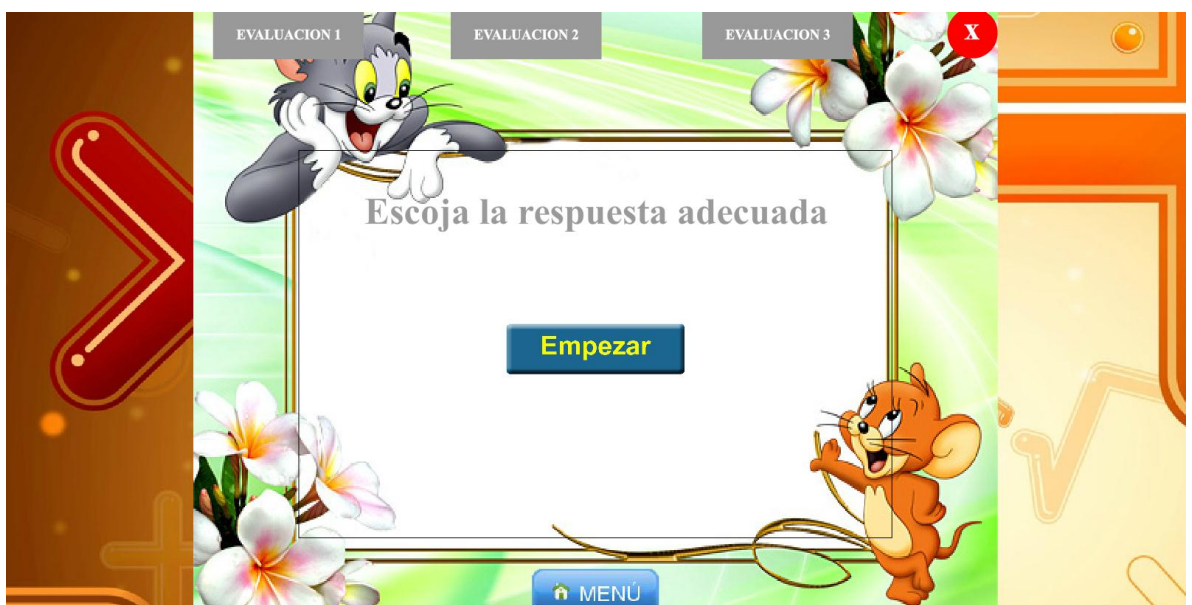 EVALUACION 1
EVALUACION 2
EVALUACION 3
X
Escoja la respuesta adecuada
Empezar
MENÚ